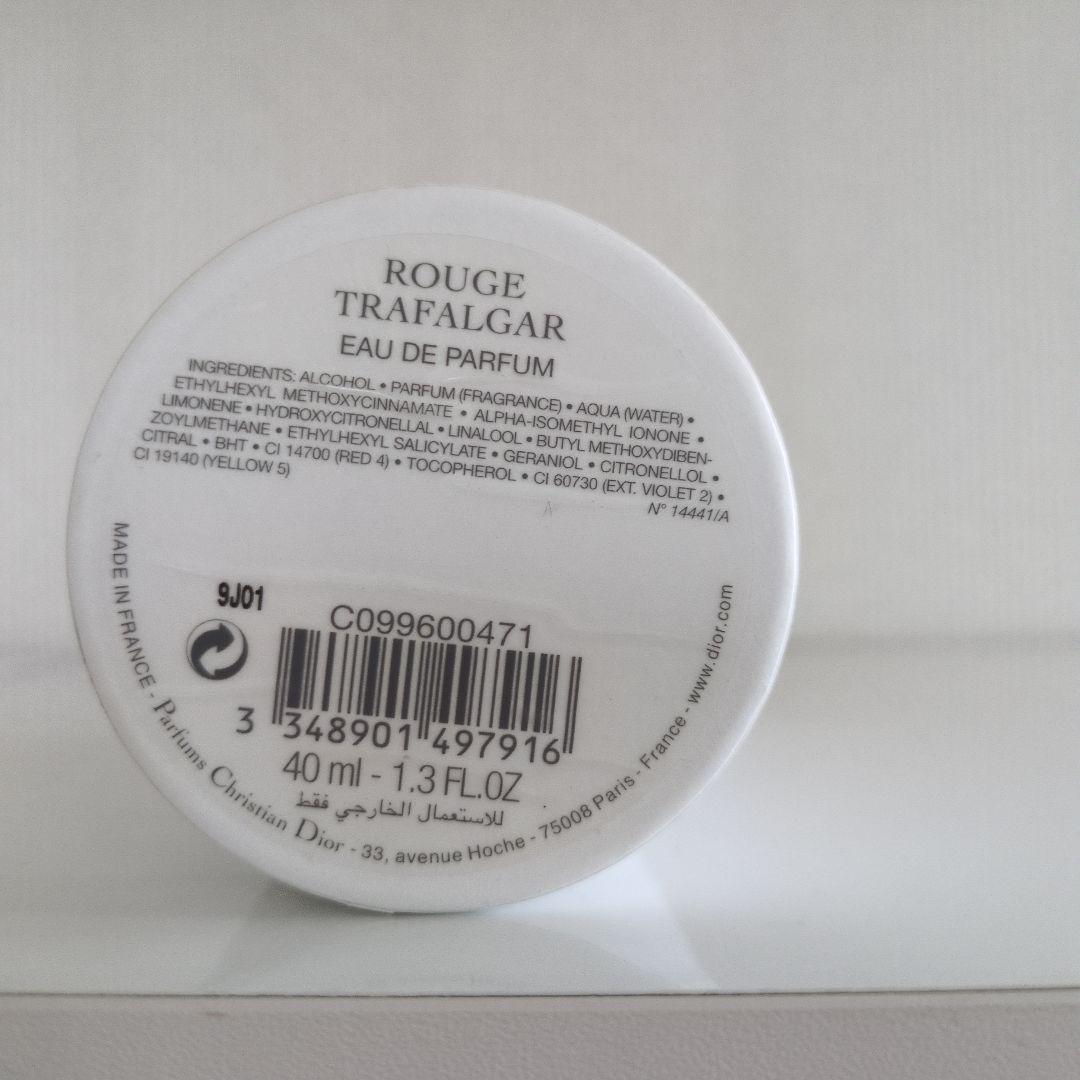 ROUGE
TRAFALGAR
EAU DE PARFUM
INGREDIENTS: ALCOHOL • PARFUM (FRAGRANCE) • AQUA (WATER) •
ETHYLHEXYL METHOXYCINNAMATE • ALPHA-ISOMETHYL IONONE •
LIMONENE • HYDROXYCITRONELLAL • LINALOOL • BUTYL METHOXYDIBEN-
ZOYLMETHANE • ETHYLHEXYL SALICYLATE • GERANIOL • CITRONELLOL •
CITRAL • BHT • CI 14700 (RED 4) • TOCOPHEROL • CI 60730 (EXT. VIOLET 2) •
CI 19140 (YELLOW 5)
N° 14441/A
9J01
C099600471
3 348901 497916
40 ml - 1.3 FL.OZ
للاستعمال الخارجي فقط
MADE IN FRANCE - Parfums Christian Dior - 33, avenue Hoche - 75008 Paris - France - www.dior.com